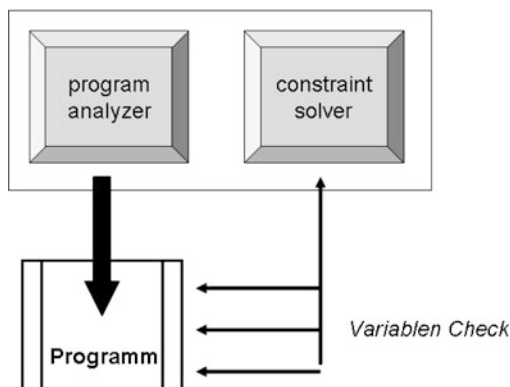 program
analyzer
constraint
solver
Variablen Check
Programm